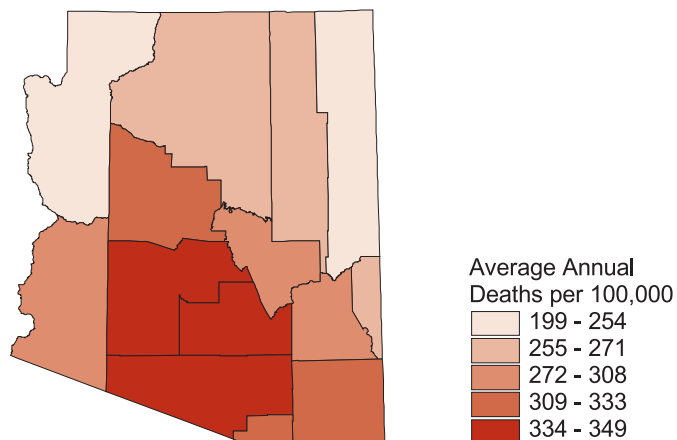 Average Annual
Deaths per 100,000
199 - 254
255 - 271
272 - 308
309 - 333
334 - 349